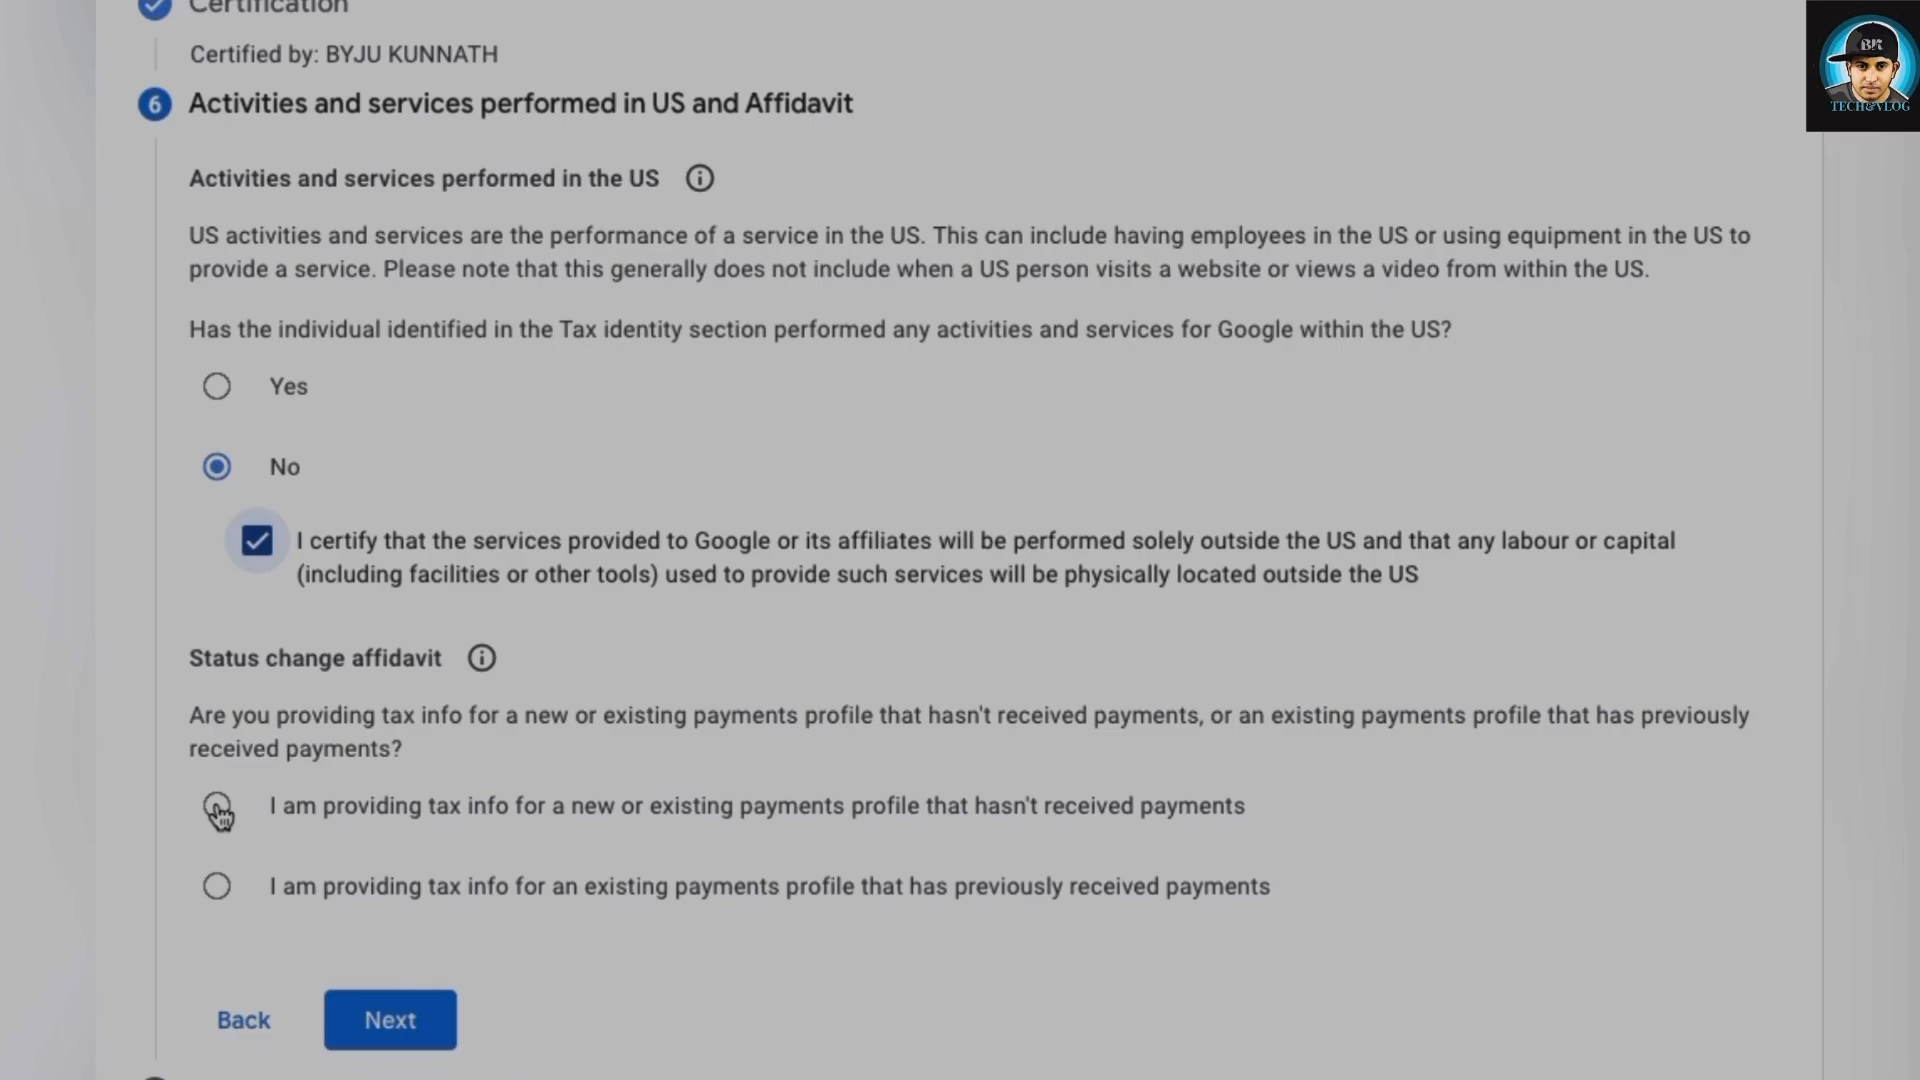 Certification
Certified by: BYJU KUNNATH
6 Activities and services performed in US and Affidavit
Activities and services performed in the US
US activities and services are the performance of a service in the US. This can include having employees in the US or using equipment in the US to
provide a service. Please note that this generally does not include when a US person visits a website or views a video from within the US.
Has the individual identified in the Tax identity section performed any activities and services for Google within the US?
Yes
No
I certify that the services provided to Google or its affiliates will be performed solely outside the US and that any labour or capital
(including facilities or other tools) used to provide such services will be physically located outside the US
Status change affidavit
Are you providing tax info for a new or existing payments profile that hasn't received payments, or an existing payments profile that has previously
received payments?
I am providing tax info for a new or existing payments profile that hasn't received payments
I am providing tax info for an existing payments profile that has previously received payments
Back Next
BK
TECH&VLOG